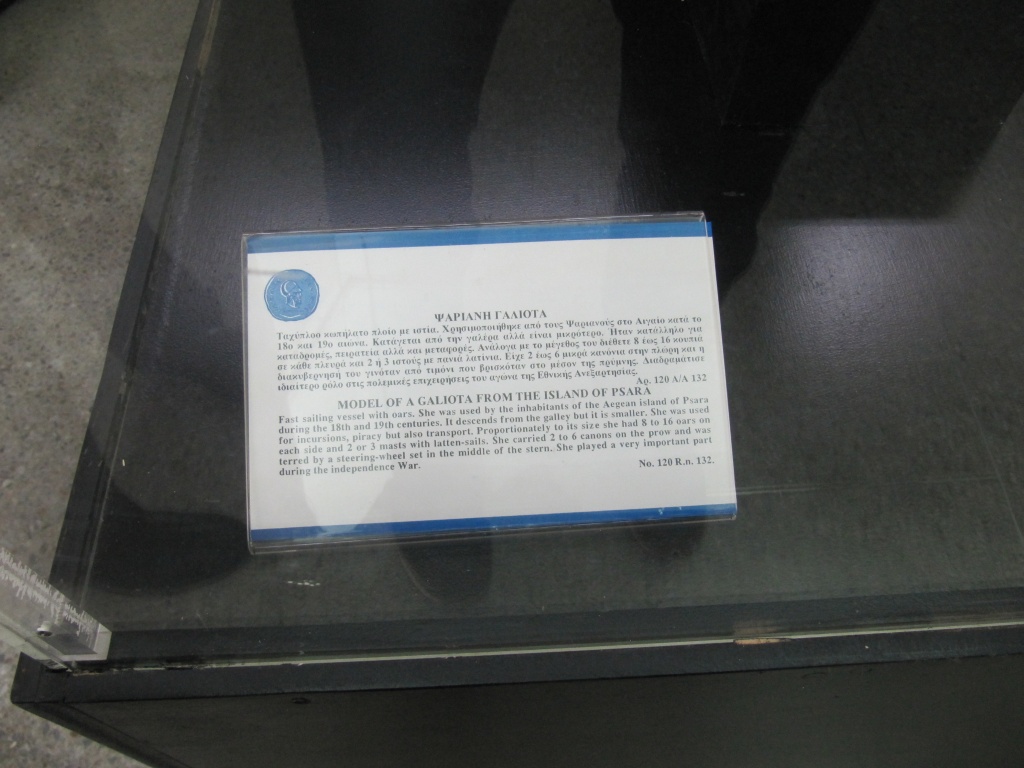 ΨΑΡΙΑΝΗ ΓΑΛΙΟΤΑ
Ταχύπλοο κωπήλατο πλοίο με ιστία. Χρησιμοποιήθηκε από τους Ψαριανούς στο Αιγαίο κατά το
18ο και 19ο αιώνα. Κατάγεται από την γαλέρα αλλά είναι μικρότερο. Ήταν κατάλληλο για
καταδρομές, πειρατεία αλλά και μεταφορές. Ανάλογα με το μέγεθος του διέθετε 8 έως 16 κουπιά
σε κάθε πλευρά και 2 ή 3 ιστούς με πανιά λατίνια. Είχε 2 έως 6 μικρά κανόνια στην πλώρη και η
διακυβέρνησή του γινόταν από τιμόνι που βρισκόταν στο μέσον της πρύμνης. Διαδραμάτισε
ιδιαίτερο ρόλο στις πολεμικές επιχειρήσεις του αγώνα της Εθνικής Ανεξαρτησίας.
Αρ. 120 Α/Α 132
MODEL OF A GALIOTA FROM THE ISLAND OF PSARA
Fast sailing vessel with oars. She was used by the inhabitants of the Aegean island of Psara
during the 18th and 19th centuries. It descends from the galley but it is smaller. She was used
for incursions, piracy but also transport. Proportionately to its size she had 8 to 16 oars on
each side and 2 or 3 masts with latten-sails. She carried 2 to 6 canons on the prow and was
terred by a steering-wheel set in the middle of the stern. She played a very important part
during the independence War.
No. 120 R.n. 132.